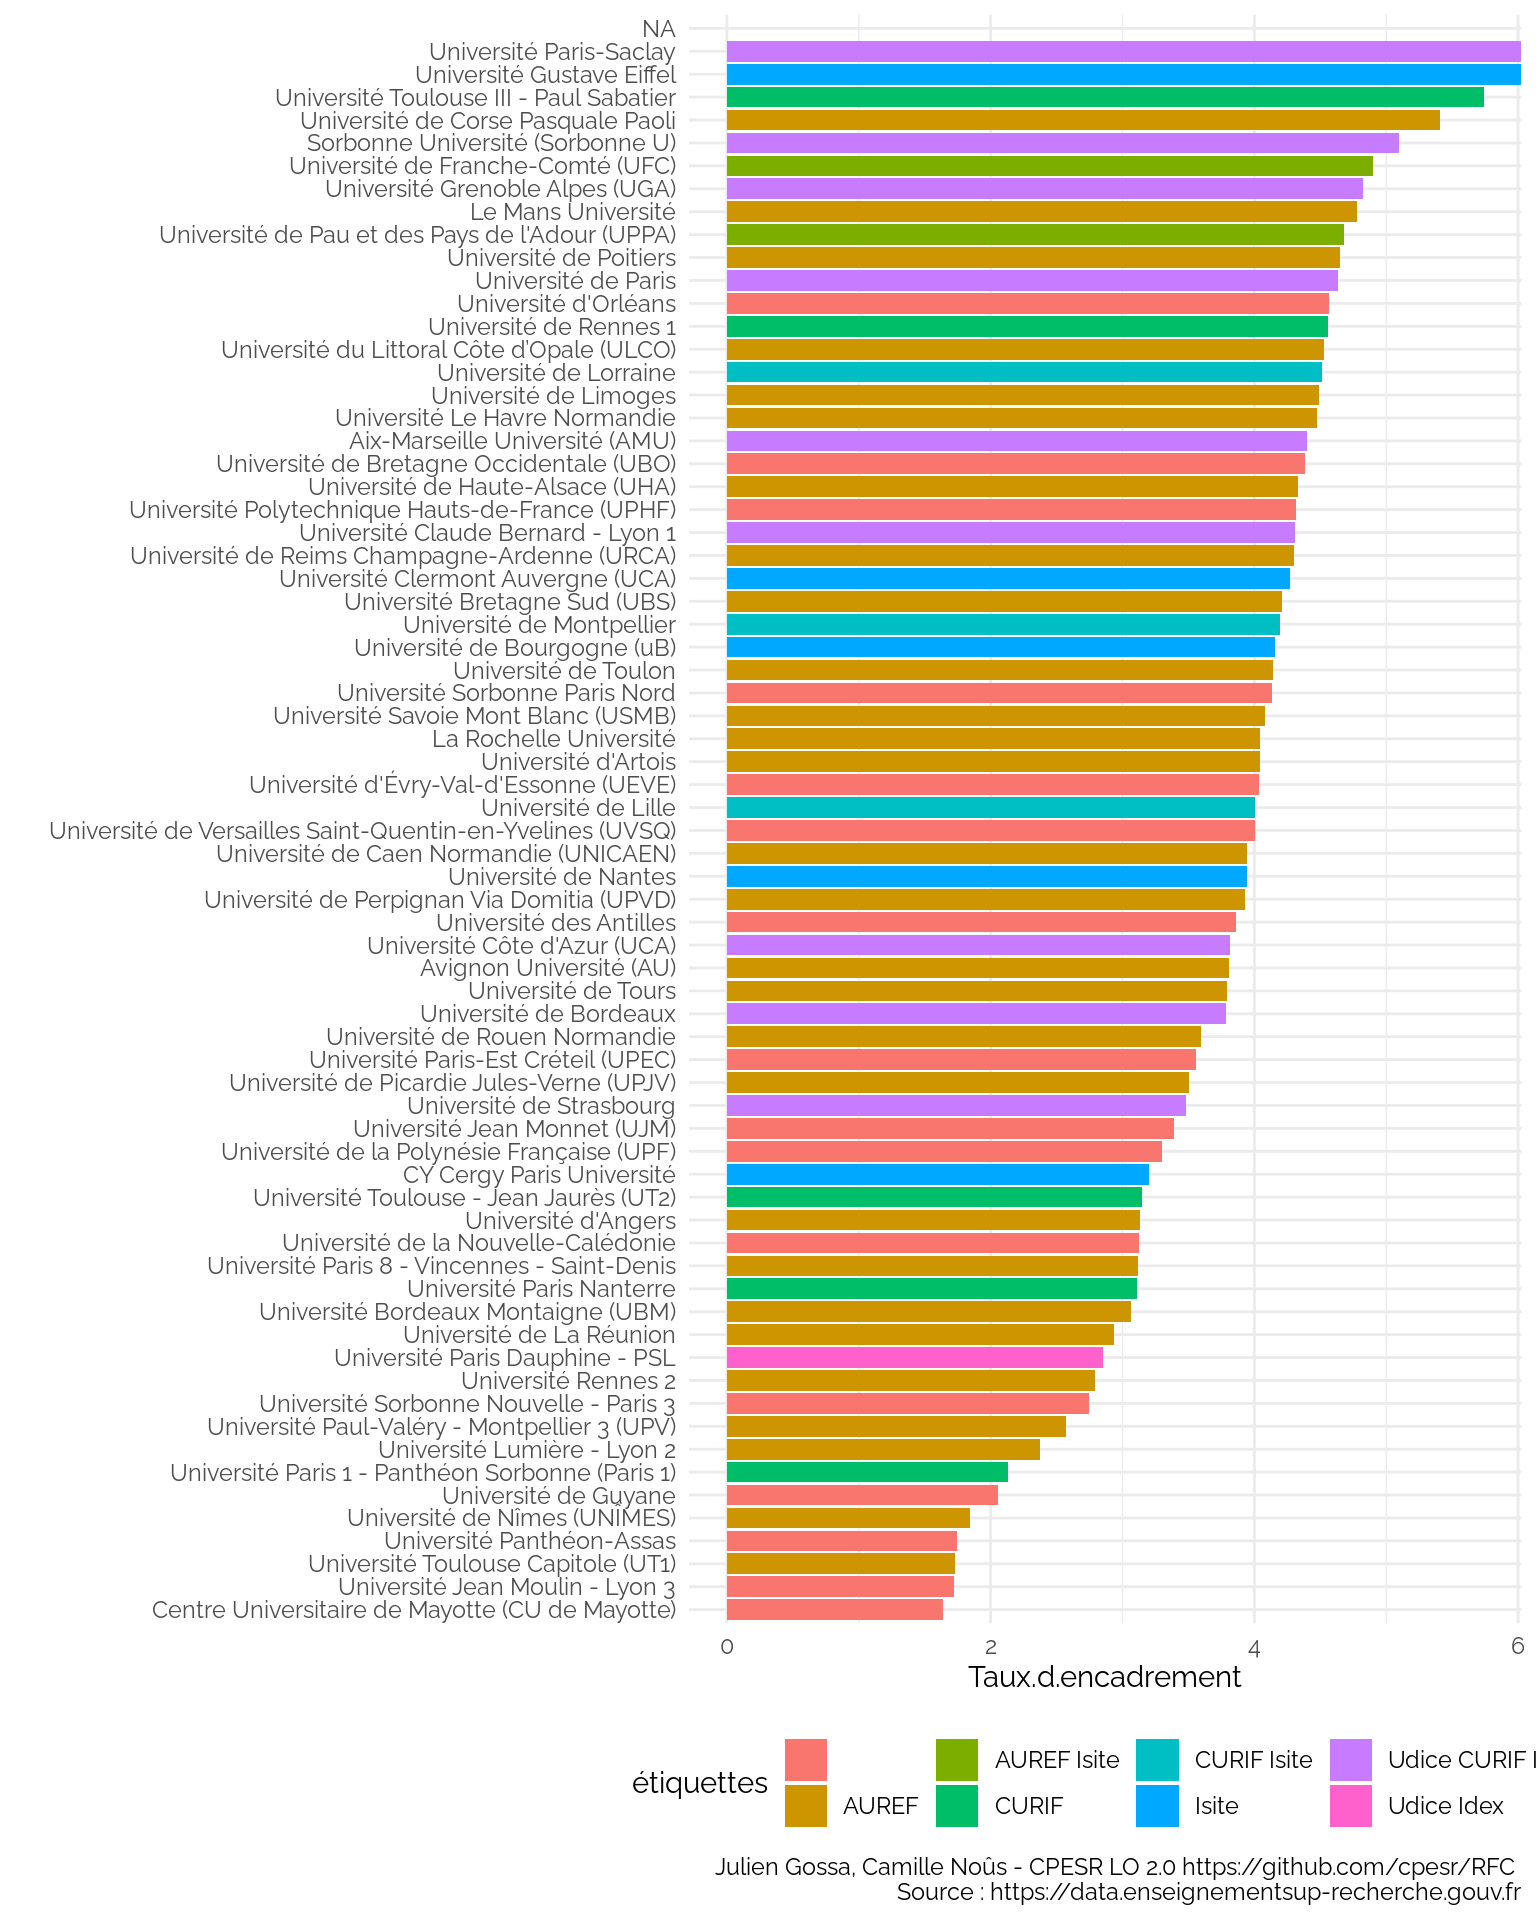 NA
Université Paris-Saclay
Université Gustave Eiffel
Université Toulouse III - Paul Sabatier
Université de Corse Pasquale Paoli
Sorbonne Université (Sorbonne U)
Université de Franche-Comté (UFC)
Université Grenoble Alpes (UGA)
Le Mans Université
Université de Pau et des Pays de l'Adour (UPPA)
Université de Poitiers
Université de Paris
Université d'Orléans
Université de Rennes 1
Université du Littoral Côte d’Opale (ULCO)
Université de Lorraine
Université de Limoges
Université Le Havre Normandie
Aix-Marseille Université (AMU)
Université de Bretagne Occidentale (UBO)
Université de Haute-Alsace (UHA)
Université Polytechnique Hauts-de-France (UPHF)
Université Claude Bernard - Lyon 1
Université de Reims Champagne-Ardenne (URCA)
Université Clermont Auvergne (UCA)
Université Bretagne Sud (UBS)
Université de Montpellier
Université de Bourgogne (uB)
Université de Toulon
Université Sorbonne Paris Nord
Université Savoie Mont Blanc (USMB)
La Rochelle Université
Université d'Artois
Université d'Évry-Val-d'Essonne (UEVE)
Université de Lille
Université de Versailles Saint-Quentin-en-Yvelines (UVSQ)
Université de Caen Normandie (UNICAEN)
Université de Nantes
Université de Perpignan Via Domitia (UPVD)
Université des Antilles
Université Côte d'Azur (UCA)
Avignon Université (AU)
Université de Tours
Université de Bordeaux
Université de Rouen Normandie
Université Paris-Est Créteil (UPEC)
Université de Picardie Jules-Verne (UPJV)
Université de Strasbourg
Université Jean Monnet (UJM)
Université de la Polynésie Française (UPF)
CY Cergy Paris Université
Université Toulouse - Jean Jaurès (UT2)
Université d'Angers
Université de la Nouvelle-Calédonie
Université Paris 8 - Vincennes - Saint-Denis
Université Paris Nanterre
Université Bordeaux Montaigne (UBM)
Université de La Réunion
Université Paris Dauphine - PSL
Université Rennes 2
Université Sorbonne Nouvelle - Paris 3
Université Paul-Valéry - Montpellier 3 (UPV)
Université Lumière - Lyon 2
Université Paris 1 - Panthéon Sorbonne (Paris 1)
Université de Guyane
Université de Nîmes (UNÎMES)
Université Panthéon-Assas
Université Toulouse Capitole (UT1)
Université Jean Moulin - Lyon 3
Centre Universitaire de Mayotte (CU de Mayotte)
0 2 4 6
Taux.d.encadrement
étiquettes
AUREF Isite CURIF Isite Udice CURIF I
AUREF CURIF Isite Udice Idex
Julien Gossa, Camille Noûs - CPESR LO 2.0 https://github.com/cpesr/RFC
Source : https://data.enseignementsup-recherche.gouv.fr